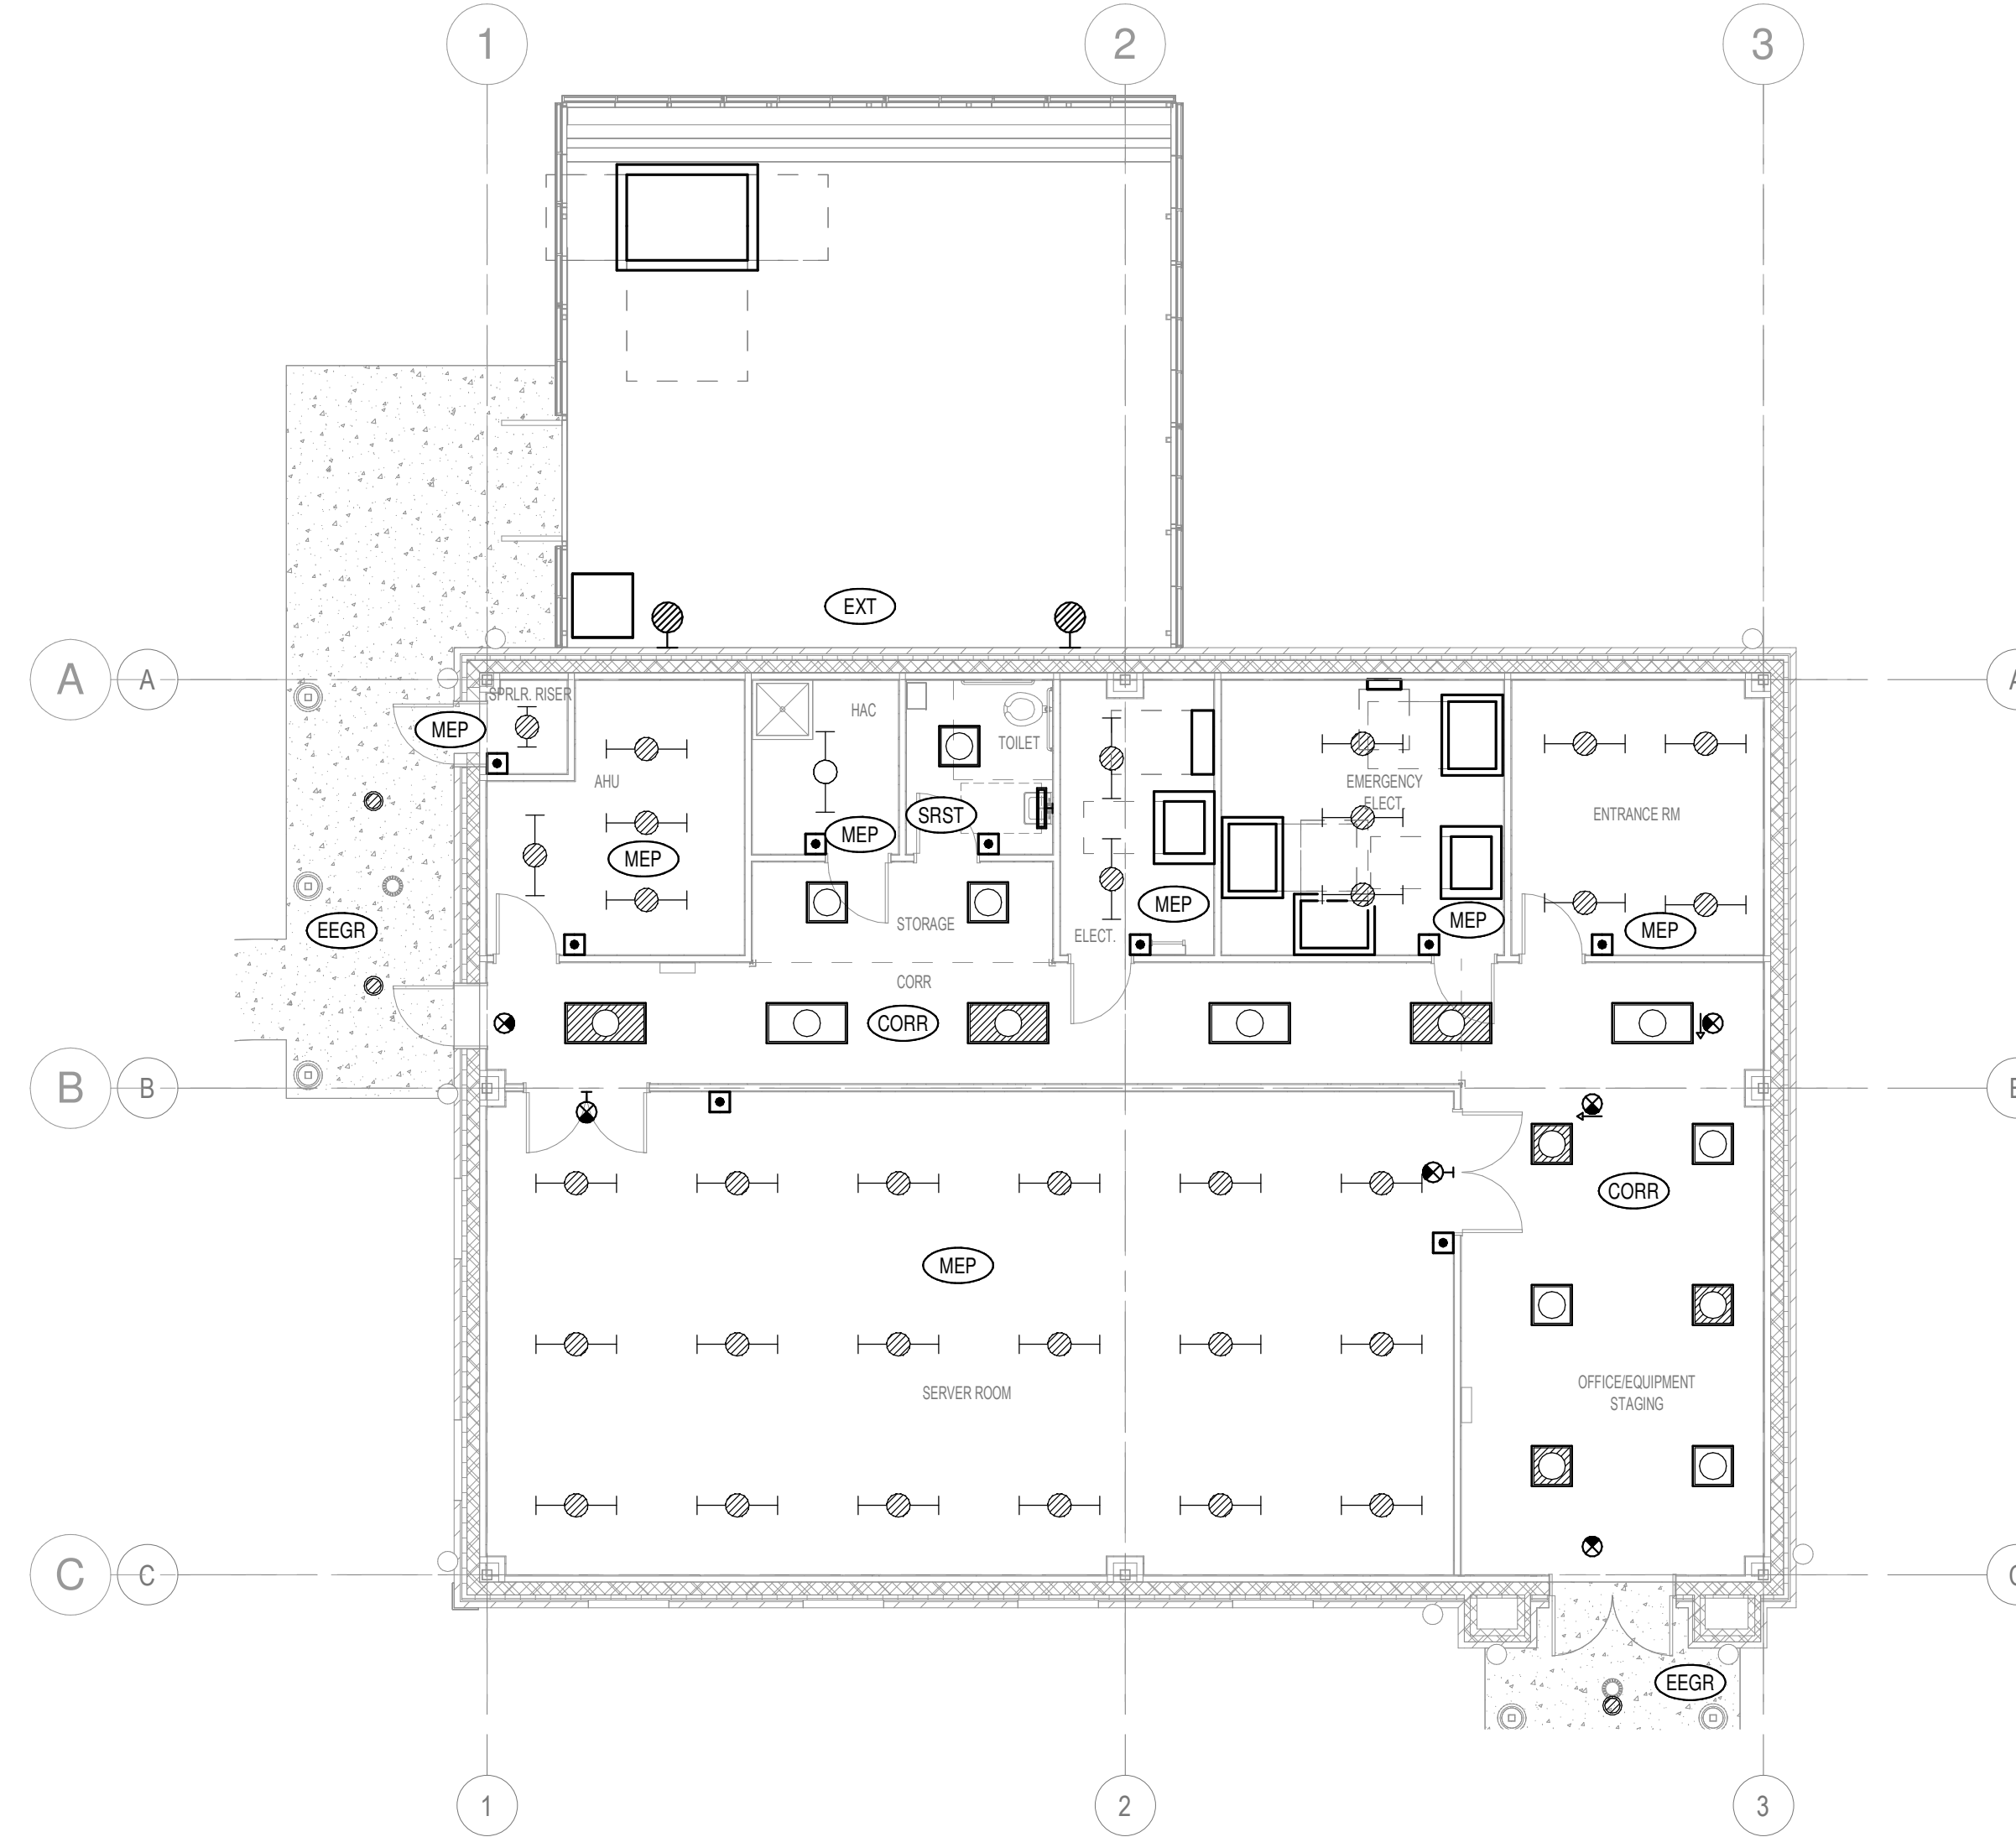 1
2
3
EXT
A
A
A
SPRLR. RISER
MEP
HAC
TOILET
AHU
EMERGENCY
ELECT.
ENTRANCE RM
SRST
MEP
MEP
MEP
STORAGE
MEP
MEP
EEGR
ELECT.
CORR
CORR
B
B
CORR
MEP
SERVER ROOM
OFFICE/EQUIPMENT
STAGING
C
C
EEGR
1
2
3